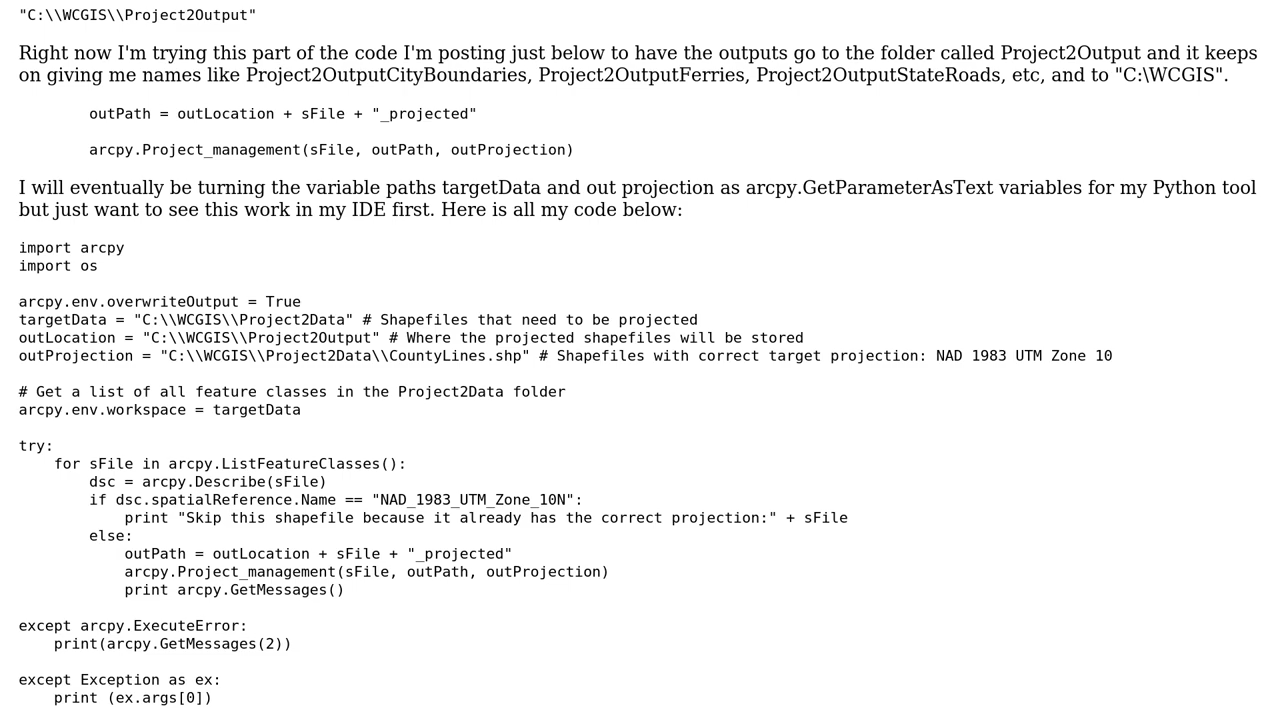 "C:\\WCGIS\\Project2Output"
Right now I'm trying this part of the code I'm posting just below to have the outputs go to the folder called Project2Output and it keeps
on giving me names like Project2OutputCityBoundaries, Project2OutputFerries, Project2OutputStateRoads, etc, and to "C:\WCGIS".
outPath = outLocation + sFile + "_projected"
arcpy.Project_management(sFile, outPath, outProjection)
I will eventually be turning the variable paths targetData and out projection as arcpy.GetParameterAsText variables for my Python tool
but just want to see this work in my IDE first. Here is all my code below:
import arcpy
import os
arcpy.env.overwriteOutput = True
targetData = "C:\\WCGIS\\Project2Data" # Shapefiles that need to be projected
outLocation = "C:\\WCGIS\\Project2Output" # Where the projected shapefiles will be stored
outProjection = "C:\\WCGIS\\Project2Data\\CountyLines.shp" # Shapefiles with correct target projection: NAD 1983 UTM Zone 10
# Get a list of all feature classes in the Project2Data folder
arcpy.env.workspace = targetData
try:
    for sFile in arcpy.ListFeatureClasses():
        dsc = arcpy.Describe(sFile)
        if dsc.spatialReference.Name == "NAD_1983_UTM_Zone_10N":
            print "Skip this shapefile because it already has the correct projection:" + sFile
        else:
            outPath = outLocation + sFile + "_projected"
            arcpy.Project_management(sFile, outPath, outProjection)
            print arcpy.GetMessages()
except arcpy.ExecuteError:
    print(arcpy.GetMessages(2))
except Exception as ex:
    print (ex.args[0])